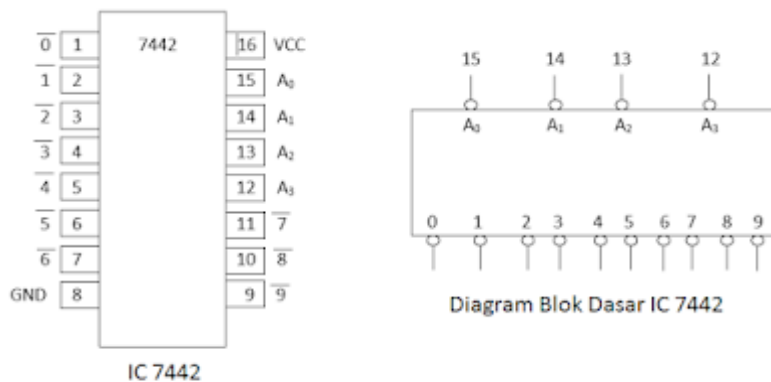 7442
0 1 16 VCC
1 2 15 A₀
2 3 14 A₁
3 4 13 A₂
4 5 12 A₃
5 6 11 7
6 7 10 8
GND 8 9 9
IC 7442
15 14 13 12
A₀ A₁ A₂ A₃
0 1 2 3 4 5 6 7 8 9
Diagram Blok Dasar IC 7442